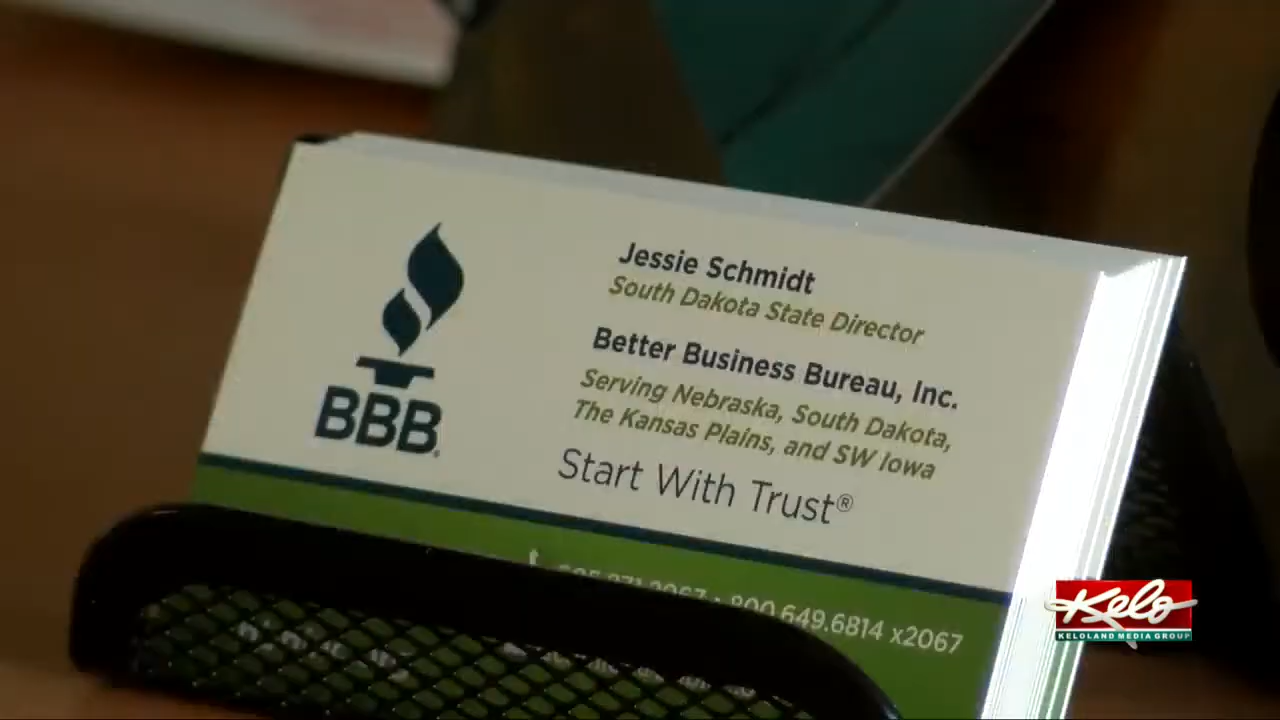 Jessie Schmidt
South Dakota State Director
Better Business Bureau, Inc.
Serving Nebraska, South Dakota,
The Kansas Plains, and SW Iowa
Start With Trust®
BBB®
800.649.6814 x2067
Kelo
KELOLAND MEDIA GROUP